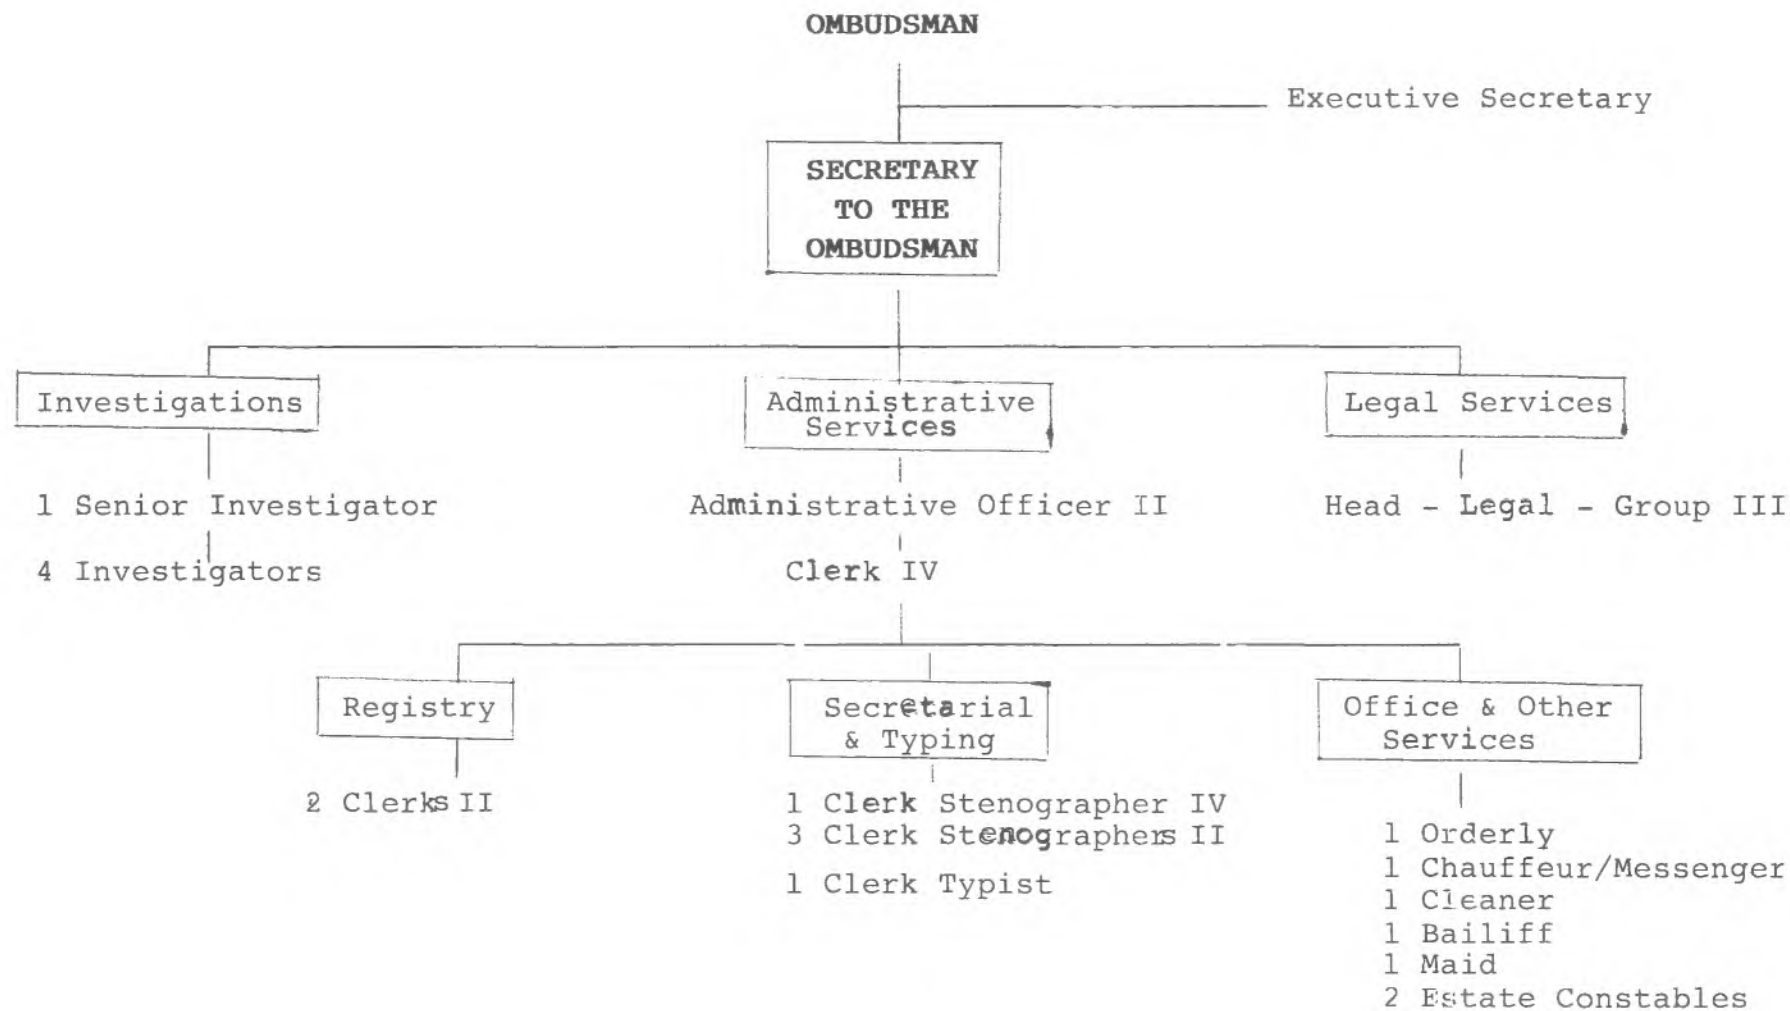 OMBUDSMAN
Executive Secretary
SECRETARY
TO THE
OMBUDSMAN
Investigations
Administrative
Services
Legal Services
1 Senior Investigator
Administrative Officer II
Head - Legal - Group III
4 Investigators
Clerk IV
Registry
Secretarial
& Typing
Office & Other
Services
2 Clerks II
1 Clerk Stenographer IV
3 Clerk Stenographers II
1 Clerk Typist
1 Orderly
1 Chauffeur/Messenger
1 Cleaner
1 Bailiff
1 Maid
2 Estate Constables